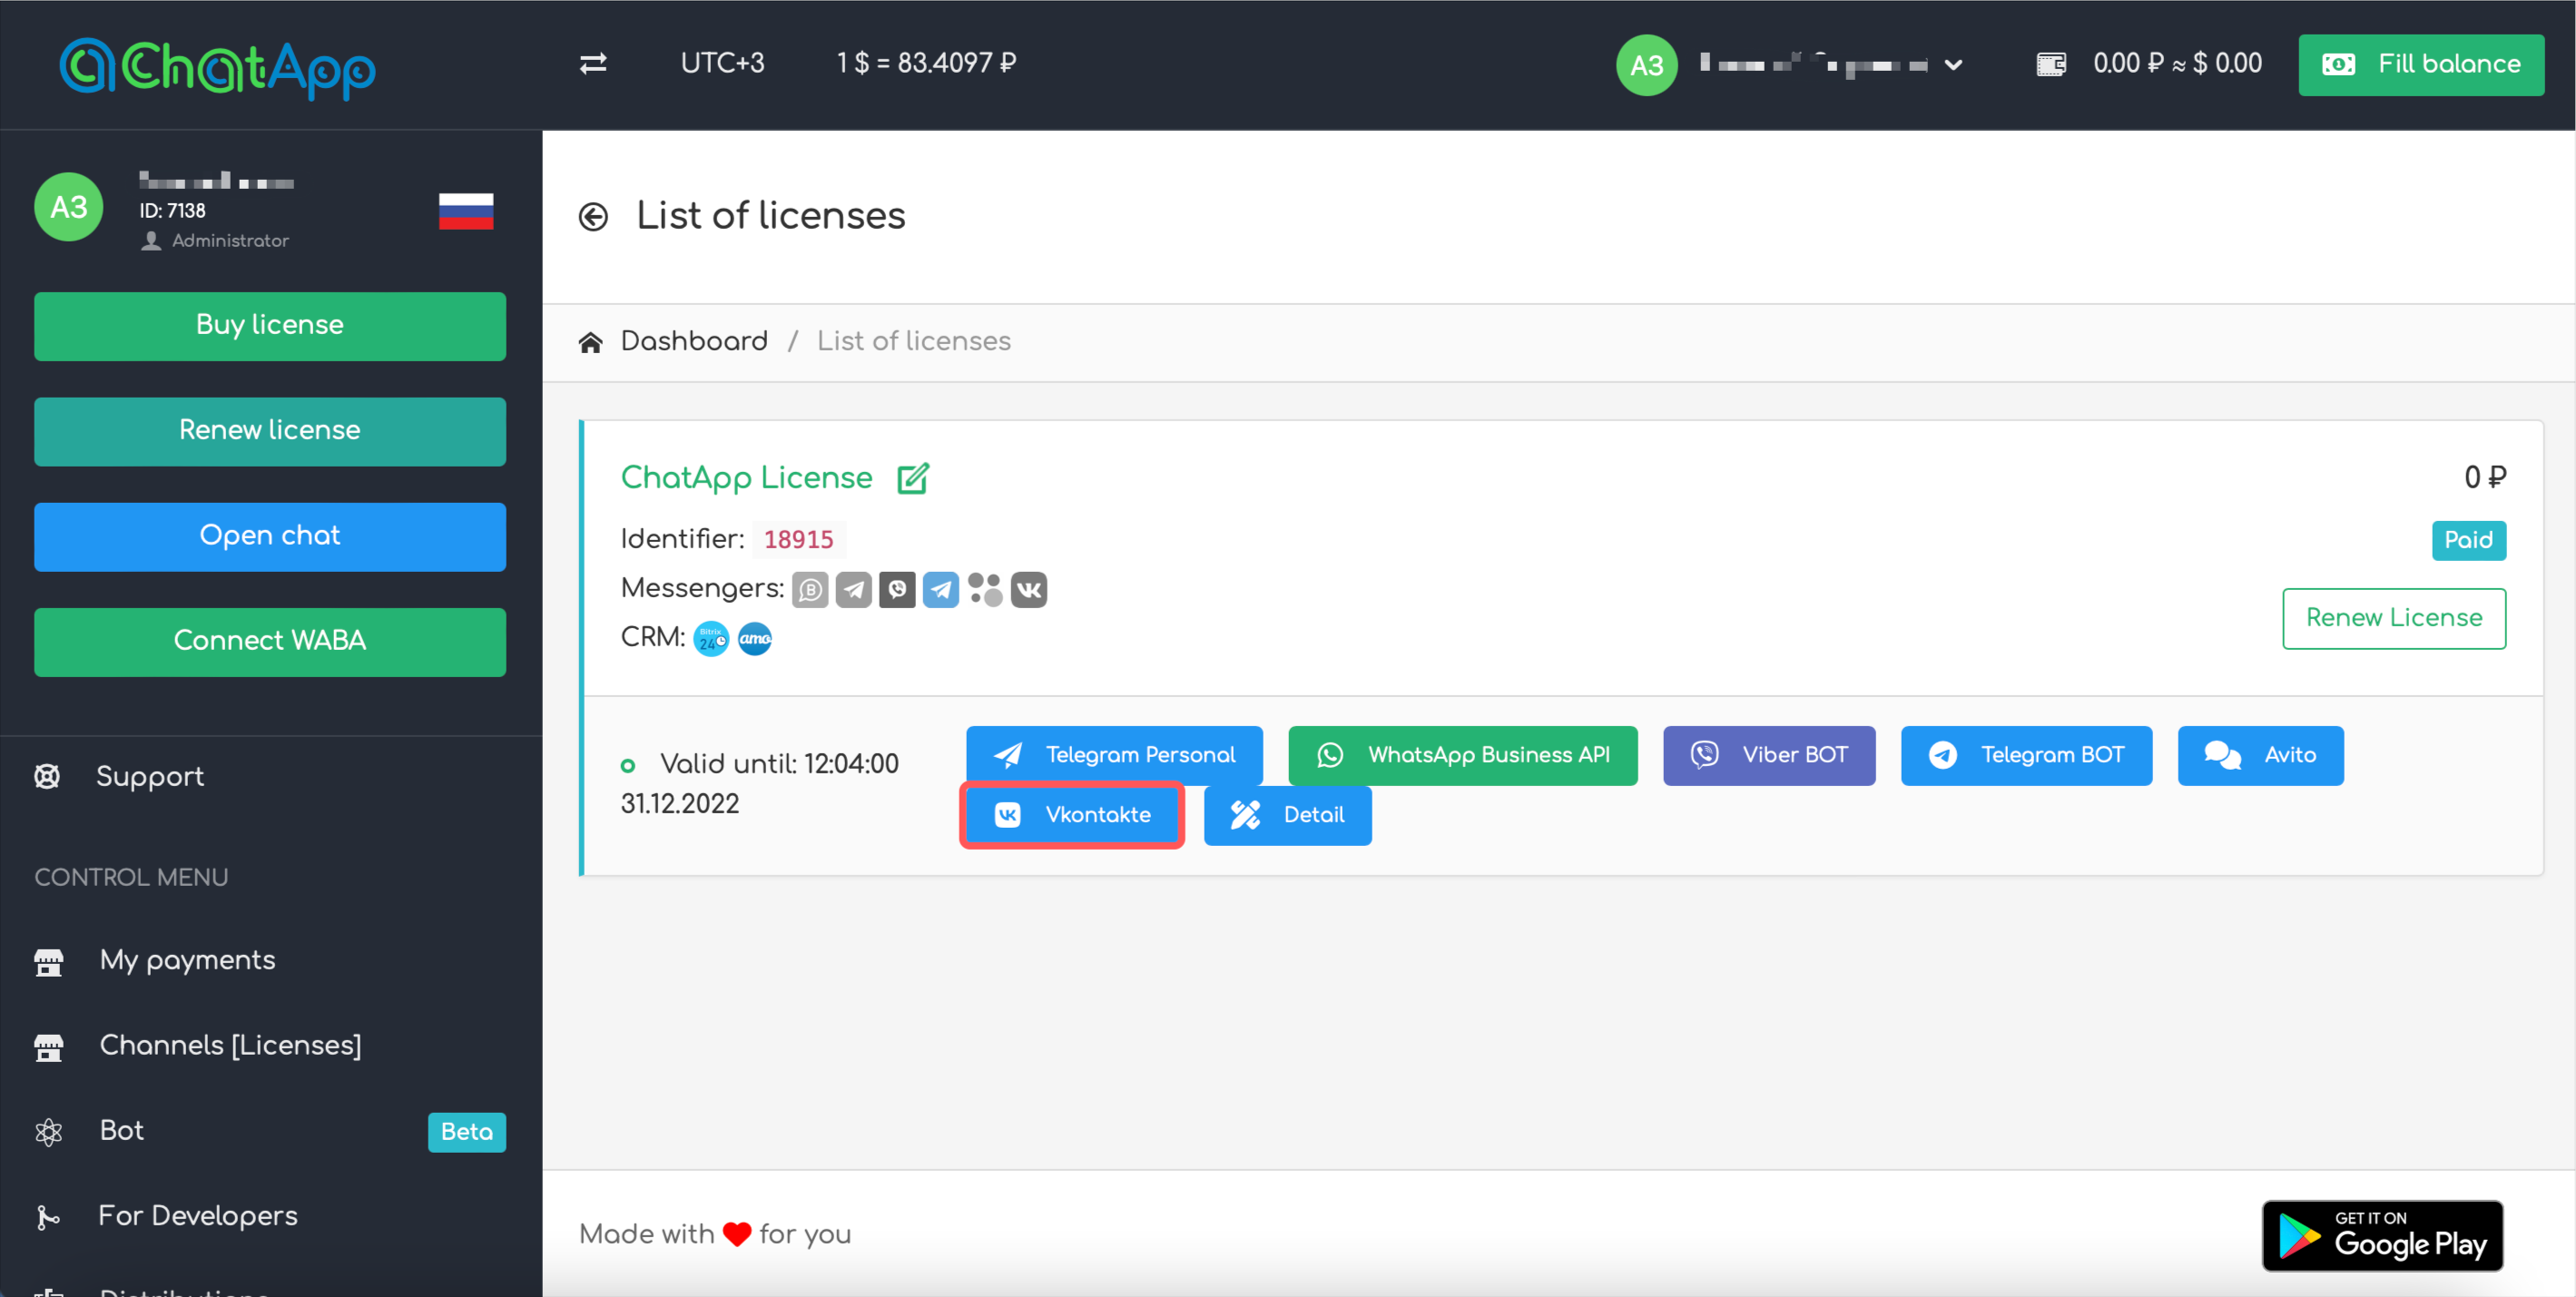 ChatApp
UTC+3
1 $ = 83.4097 ₽
A3
0.00 ₽ ≈ $ 0.00
Fill balance
A3
ID: 7138
Administrator
Buy license
Renew license
Open chat
Connect WABA
Support
CONTROL MENU
My payments
Channels [Licenses]
Bot
Beta
For Developers
List of licenses
Dashboard / List of licenses
ChatApp License
0 ₽
Identifier: 18915
Paid
Messengers:
Renew License
CRM: Bitrix 24 amo
Valid until: 12:04:00
31.12.2022
Telegram Personal
WhatsApp Business API
Viber BOT
Telegram BOT
Avito
Vkontakte
Detail
Made with for you
GET IT ON
Google Play